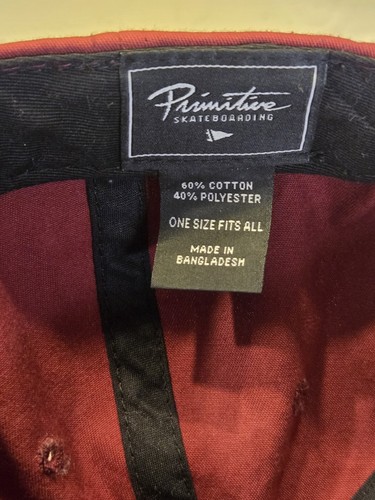 Primitive
SKATEBOARDING
60% COTTON
40% POLYESTER
ONE SIZE FITS ALL
MADE IN
BANGLADESH